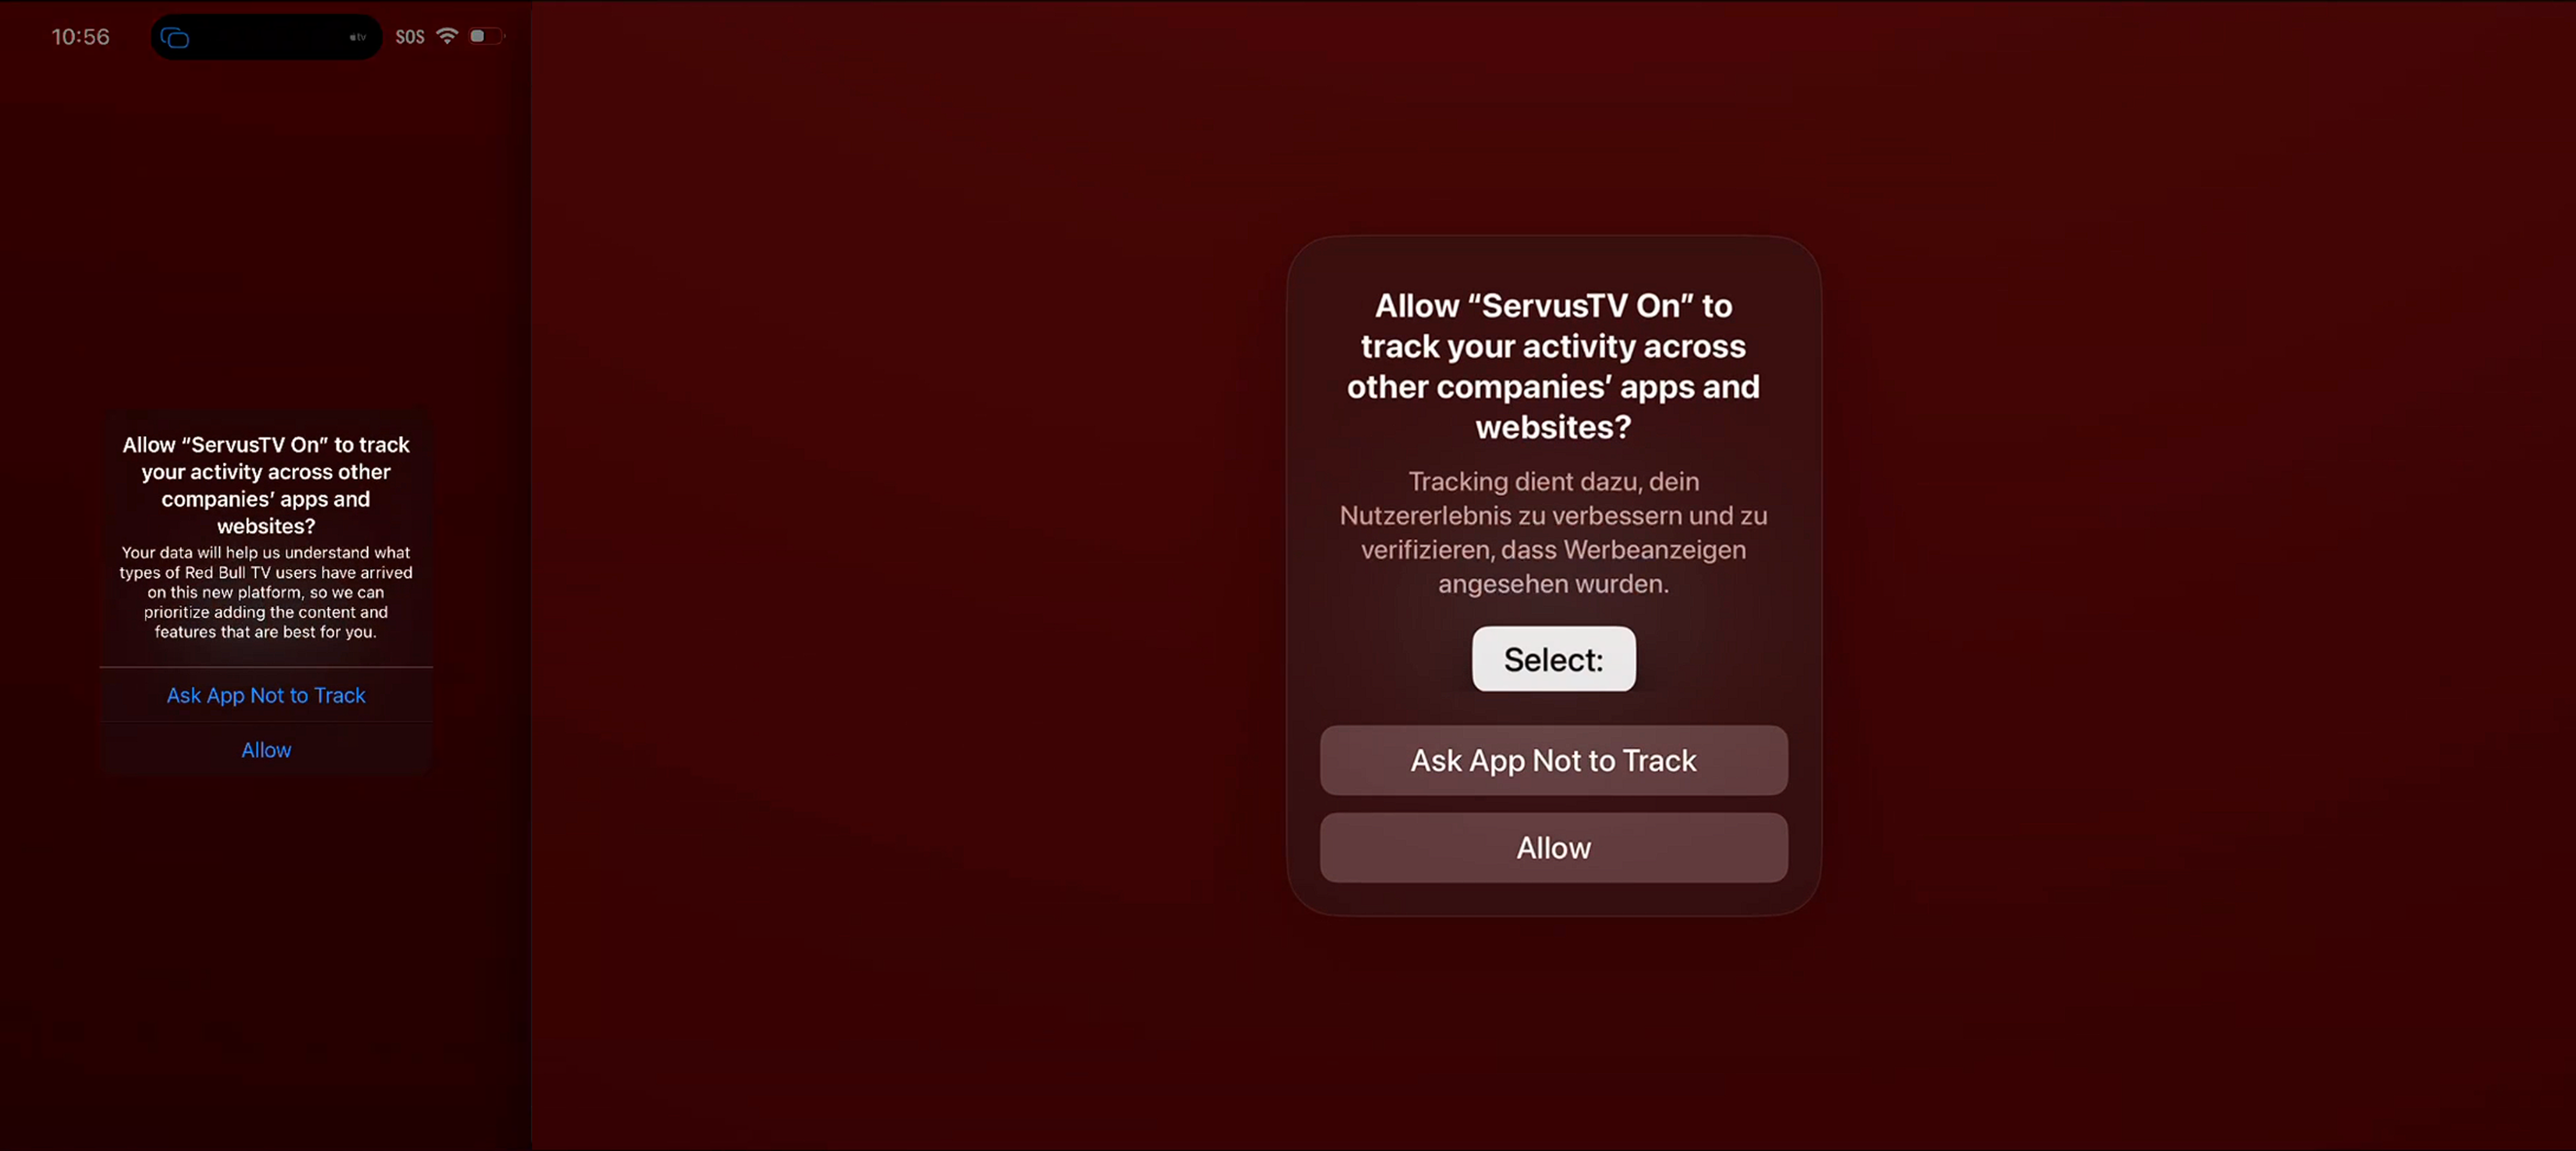 10:56
tv
SOS
Allow “ServusTV On” to track
your activity across other
companies’ apps and
websites?
Your data will help us understand what
types of Red Bull TV users have arrived
on this new platform, so we can
prioritize adding the content and
features that are best for you.
Ask App Not to Track
Allow
Allow “ServusTV On” to
track your activity across
other companies’ apps and
websites?
Tracking dient dazu, dein
Nutzererlebnis zu verbessern und zu
verifizieren, dass Werbeanzeigen
angesehen wurden.
Select:
Ask App Not to Track
Allow